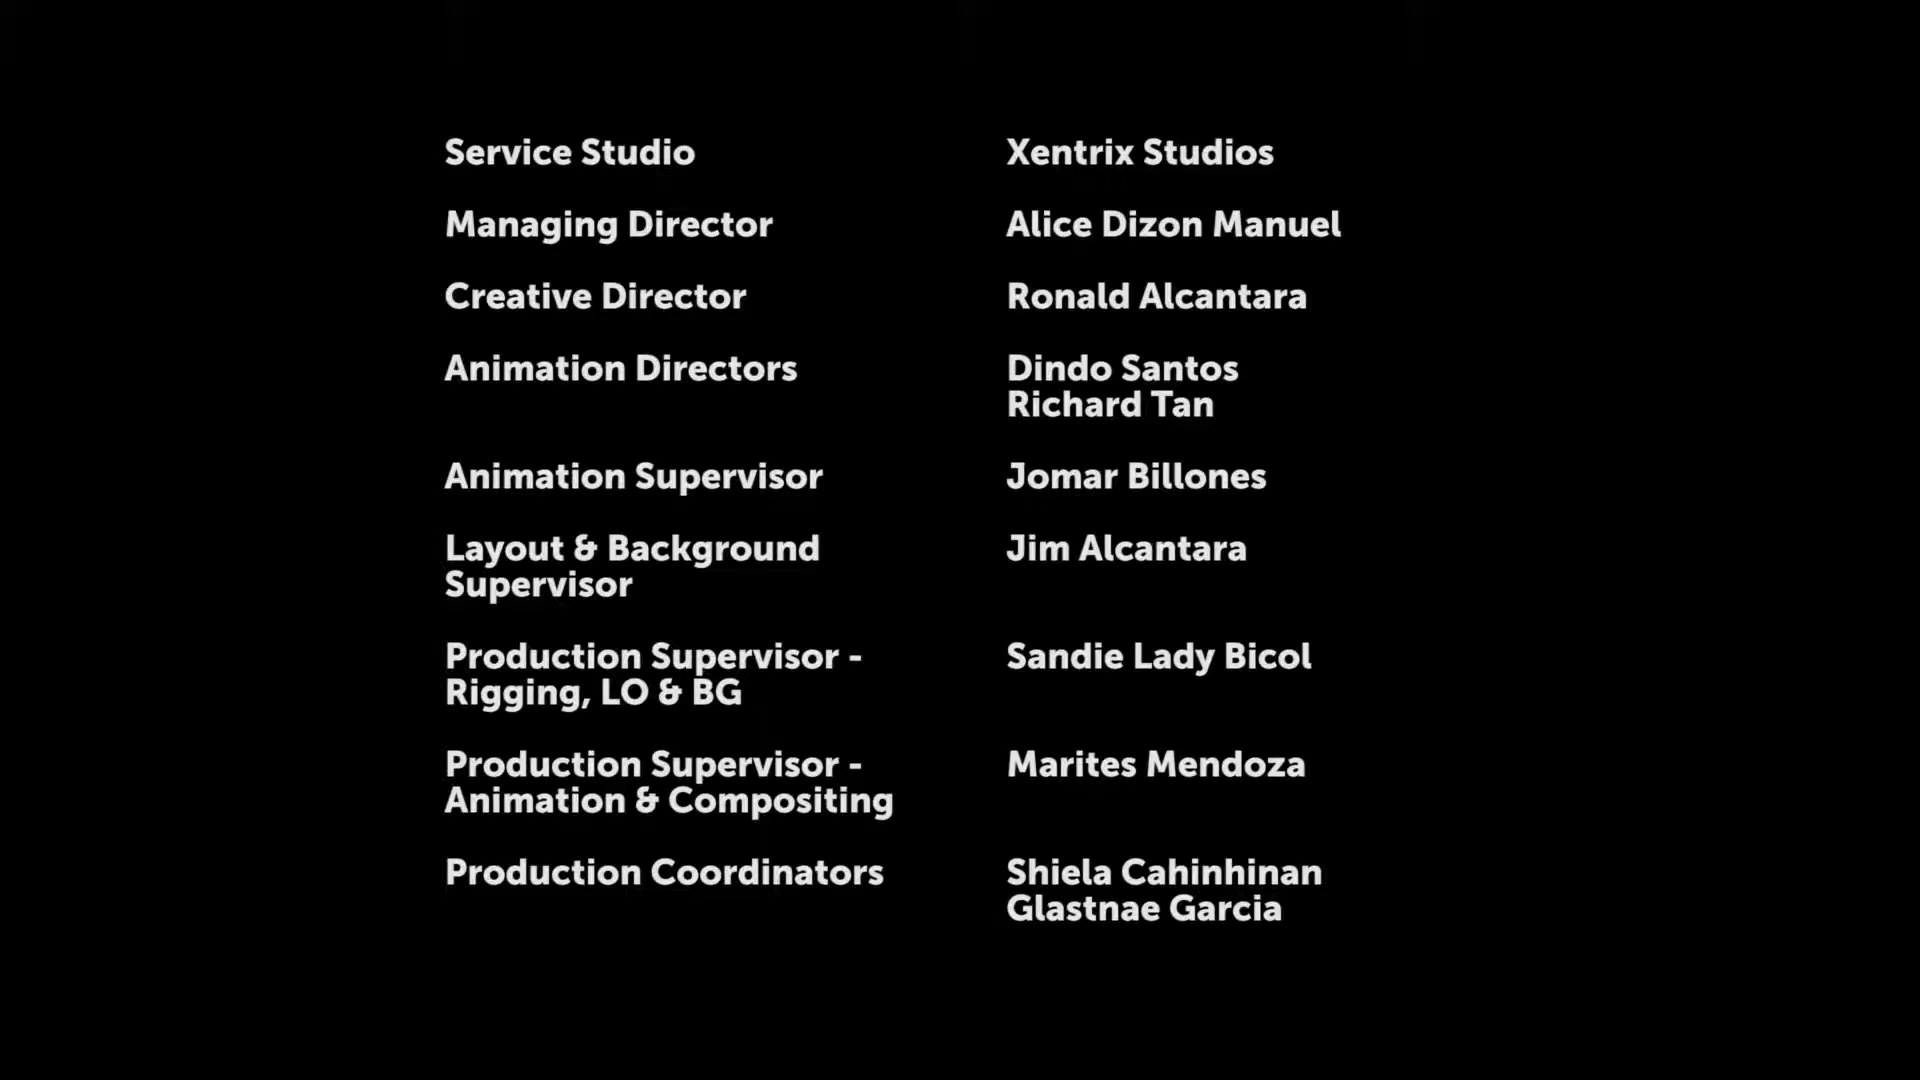 Service Studio Xentrix Studios
Managing Director Alice Dizon Manuel
Creative Director Ronald Alcantara
Animation Directors Dindo Santos
Richard Tan
Animation Supervisor Jomar Billones
Layout & Background Jim Alcantara
Supervisor
Production Supervisor - Sandie Lady Bicol
Rigging, LO & BG
Production Supervisor - Marites Mendoza
Animation & Compositing
Production Coordinators Shiela Cahinhinan
Glastnae Garcia